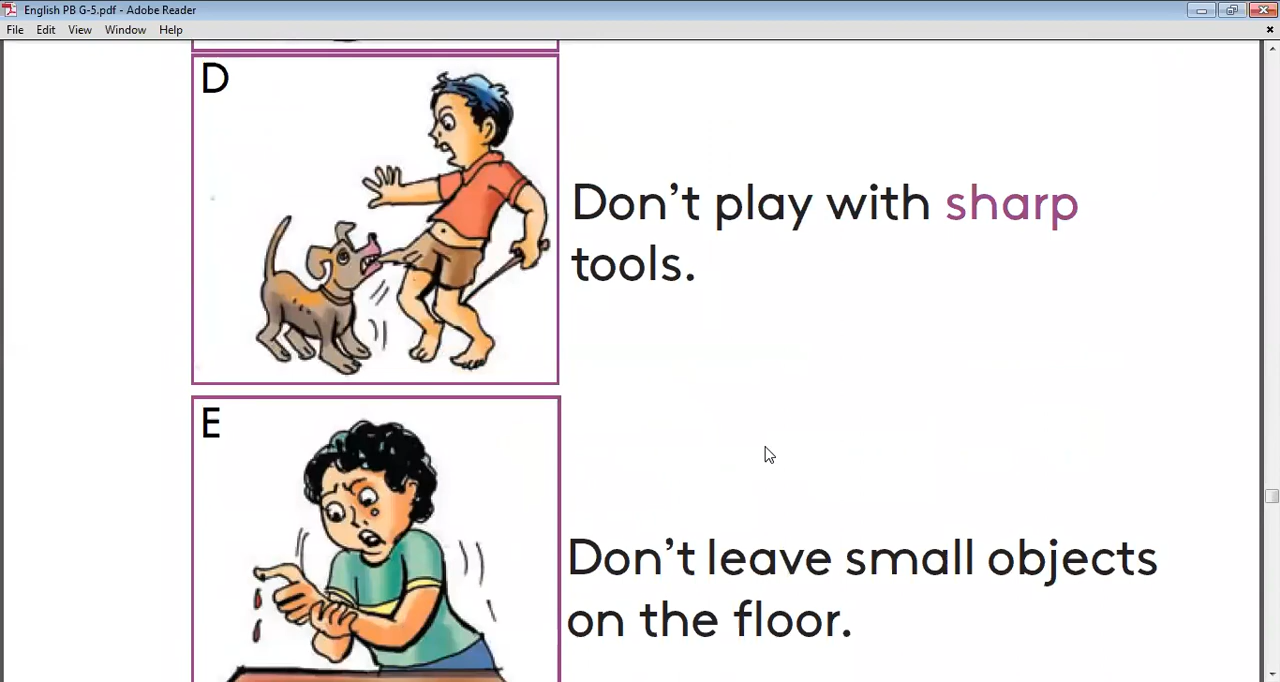 English PB G-5.pdf - Adobe Reader
File Edit View Window Help
D
Don't play with sharp
tools.
E
Don't leave small objects
on the floor.